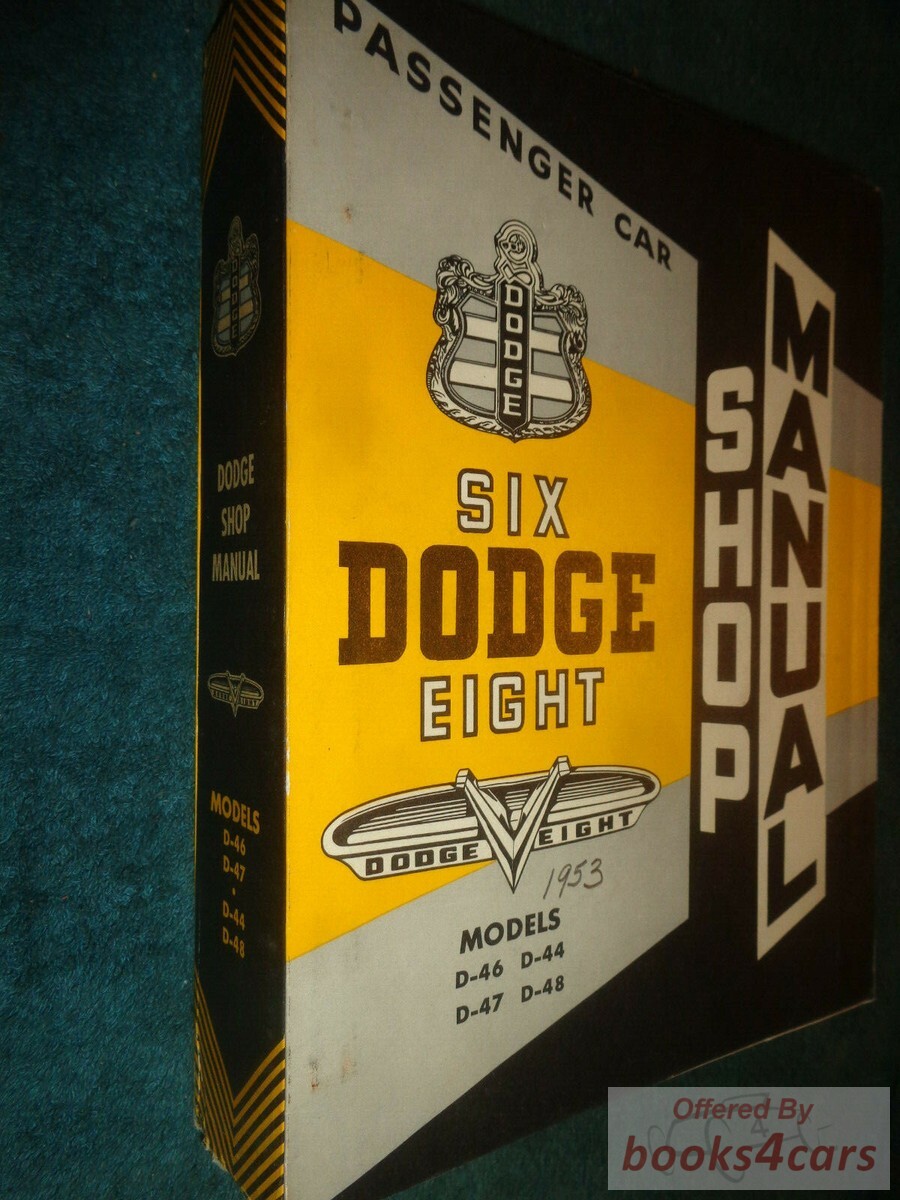 PASSENGER CAR
DODGE
SIX
DODGE
EIGHT
DODGE EIGHT
1953
MODELS
D-46 D-44
D-47 D-48
SHOP
MANUAL
DODGE
DODGE
SHOP
MANUAL
MODELS
D-46
D-47
•
D-44
D-48
Offered By
books4cars